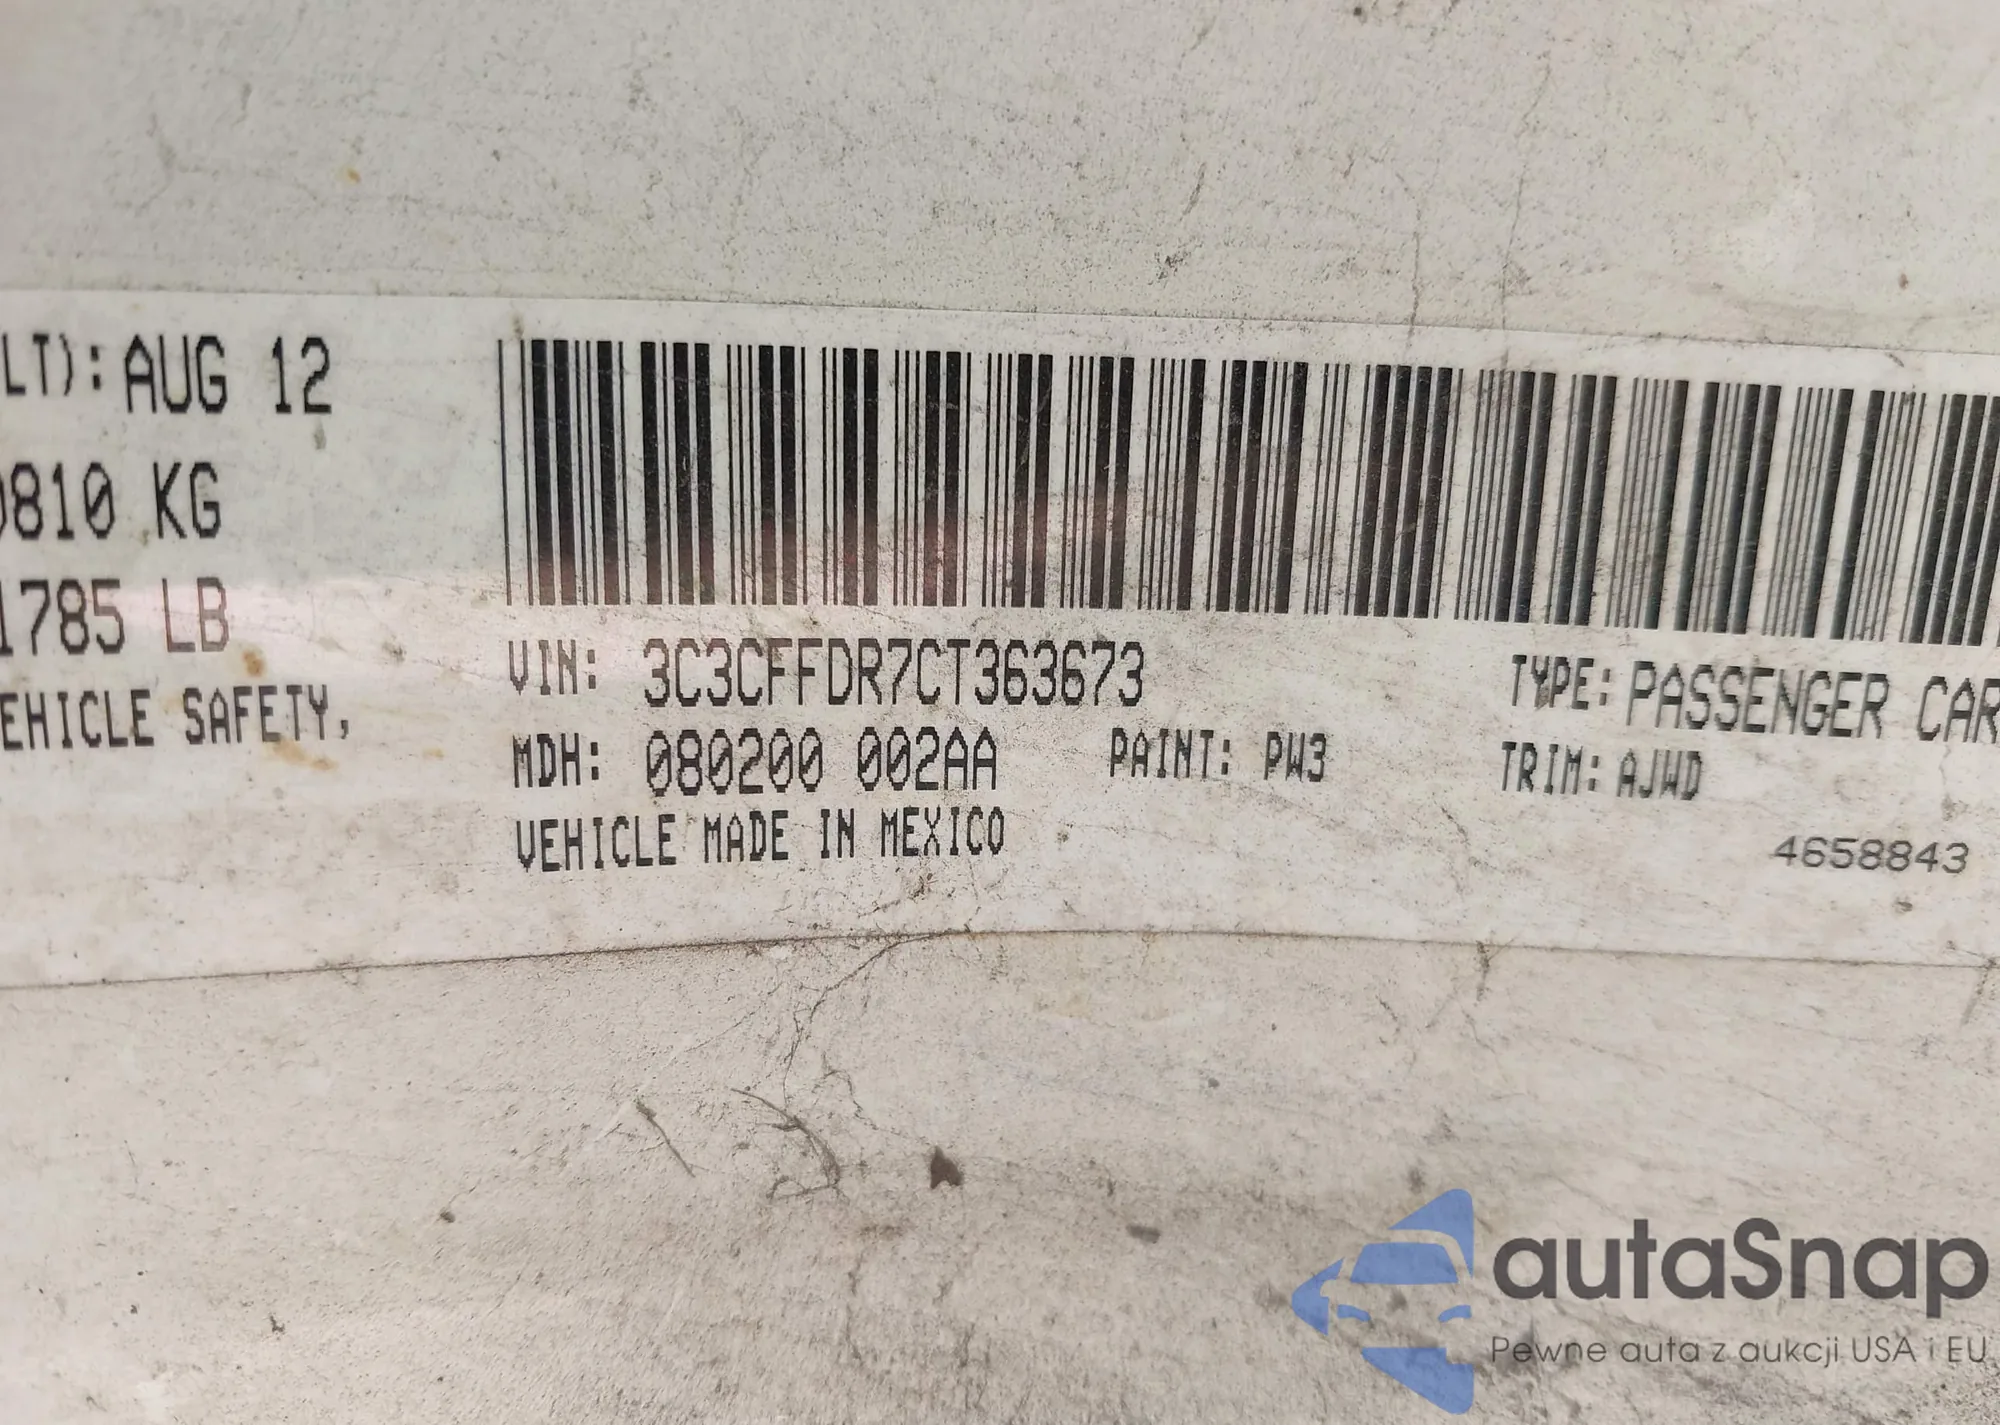 LT): AUG 12
0810 KG
1785 LB
EHICLE SAFETY,
VIN: 3C3CFFDR7CT363673
TYPE: PASSENGER CAR
MDH: 080200 002AA
PAINT: PW3
TRIM: AJWD
VEHICLE MADE IN MEXICO
4658843
autaSnap
Pewne auta z aukcji USA i EU